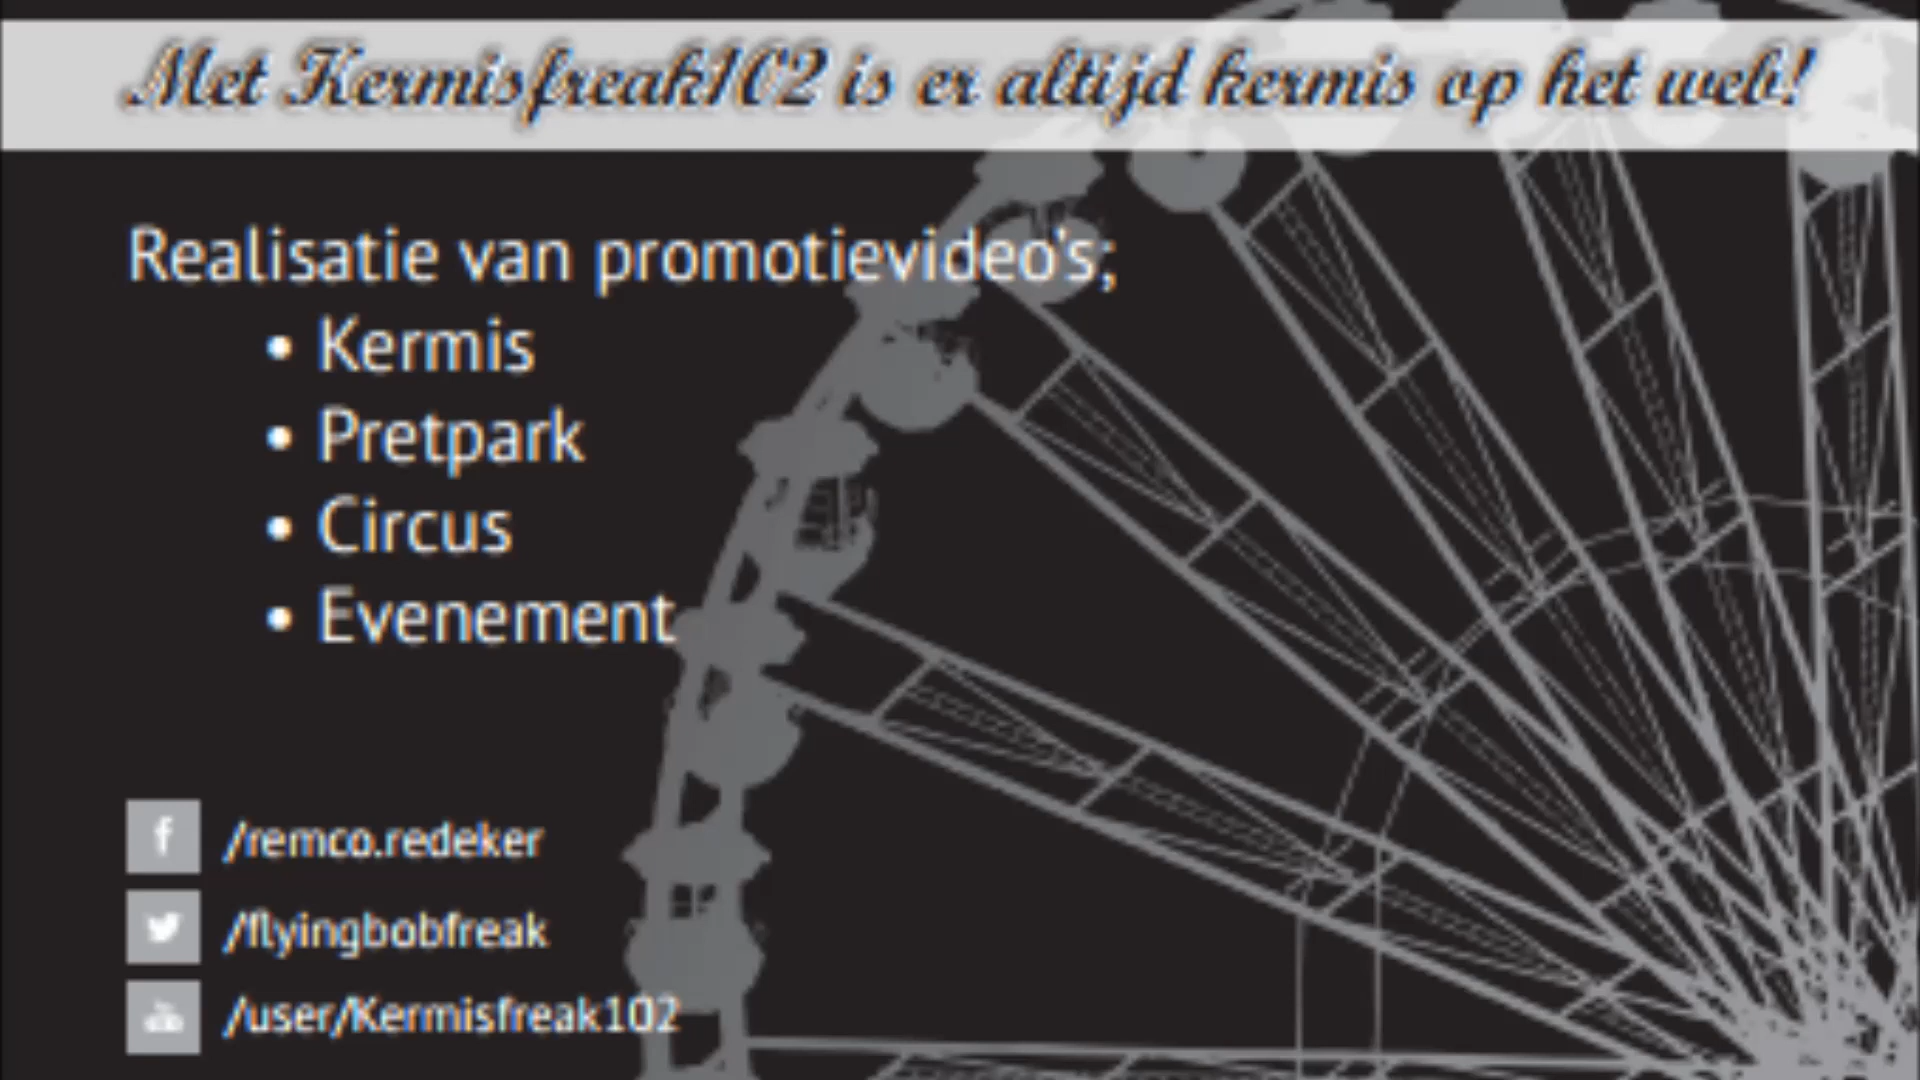 Met Kermisfreak102 is er altijd kermis op het web!
Realisatie van promotievideo's;
• Kermis
• Pretpark
• Circus
• Evenement
f /remco.redeker
/flyingbobfreak
/user/Kermisfreak102